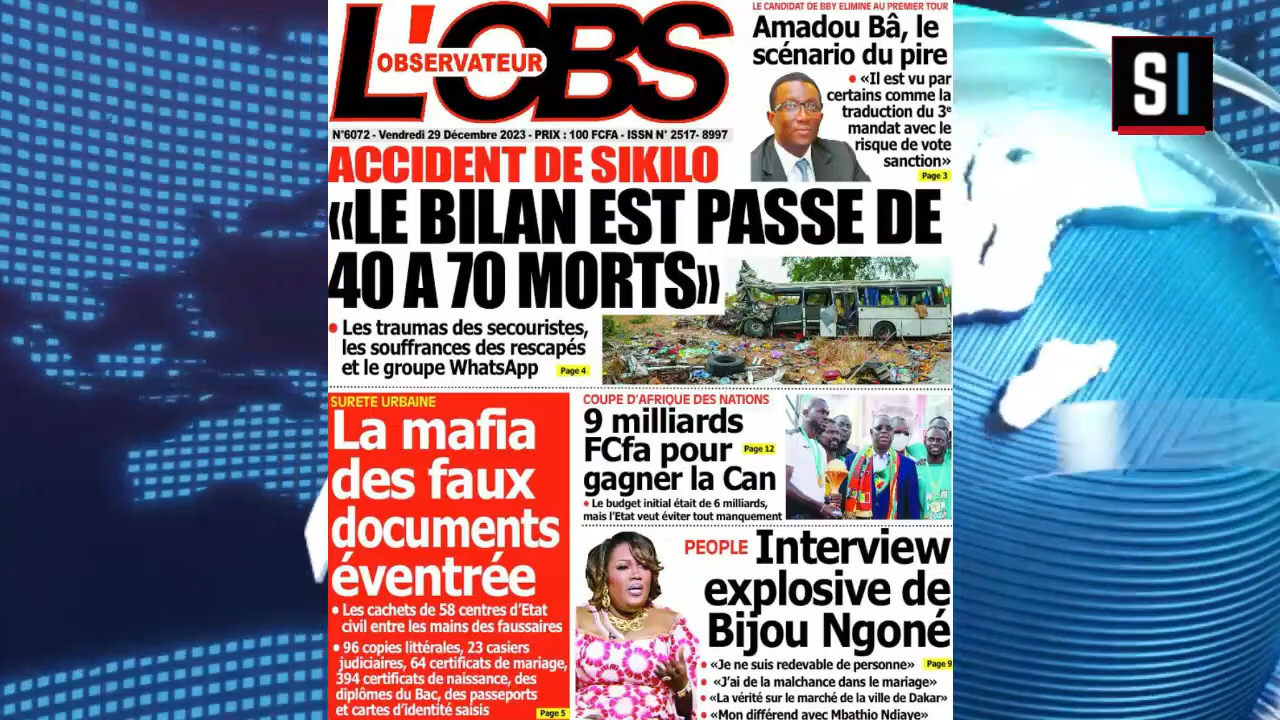 L'OBS
OBSERVATEUR
N°6072 - Vendredi 29 Décembre 2023 - PRIX : 100 FCFA - ISSN N° 2517- 8997
LE CANDIDAT DE BBY ELIMINE AU PREMIER TOUR
Amadou Bâ, le
scénario du pire
• «Il est vu par
certains comme la
traduction du 3e
mandat avec le
risque de vote
sanction»
Page 3
SI
ACCIDENT DE SIKILO
«LE BILAN EST PASSE DE
40 A 70 MORTS»
• Les traumas des secouristes,
les souffrances des rescapés
et le groupe WhatsApp Page 4
SURETE URBAINE
La mafia
des faux
documents
éventrée
• Les cachets de 58 centres d'Etat
civil entre les mains des faussaires
• 96 copies littérales, 23 casiers
judiciaires, 64 certificats de mariage,
394 certificats de naissance, des
diplômes du Bac, des passeports
et cartes d'identité saisis
Page 5
COUPE D'AFRIQUE DES NATIONS
9 milliards
FCfa pour Page 12
gagner la Can
• Le budget initial était de 6 milliards,
mais l'Etat veut éviter tout manquement
PEOPLE Interview
explosive de
Bijou Ngoné
• «Je ne suis redevable de personne» Page 9
• «J'ai de la malchance dans le mariage»
• «La vérité sur le marché de la ville de Dakar»
• «Mon différend avec Mbathio Ndiaye»